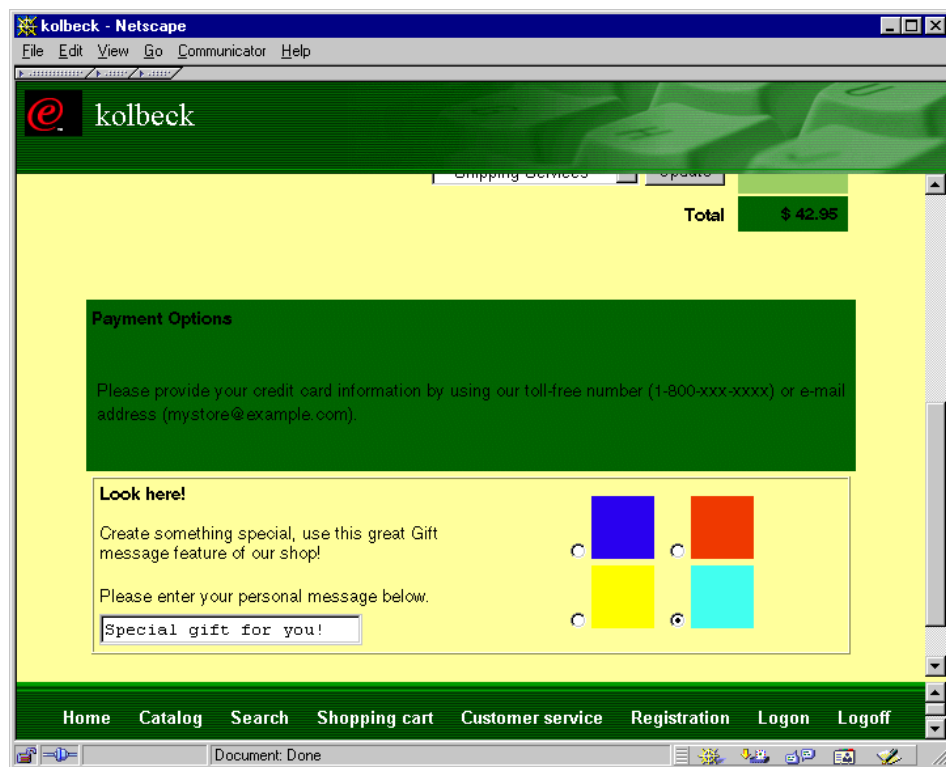 kolbeck - Netscape
File Edit View Go Communicator Help
e
kolbeck
Shipping Services Update
Total $ 42.95
Payment Options
Please provide your credit card information by using our toll-free number (1-800-xxx-xxxx) or e-mail
address (mystore@example.com).
Look here!
Create something special, use this great Gift
message feature of our shop!
Please enter your personal message below.
Special gift for you!
Home Catalog Search Shopping cart Customer service Registration Logon Logoff
Document: Done